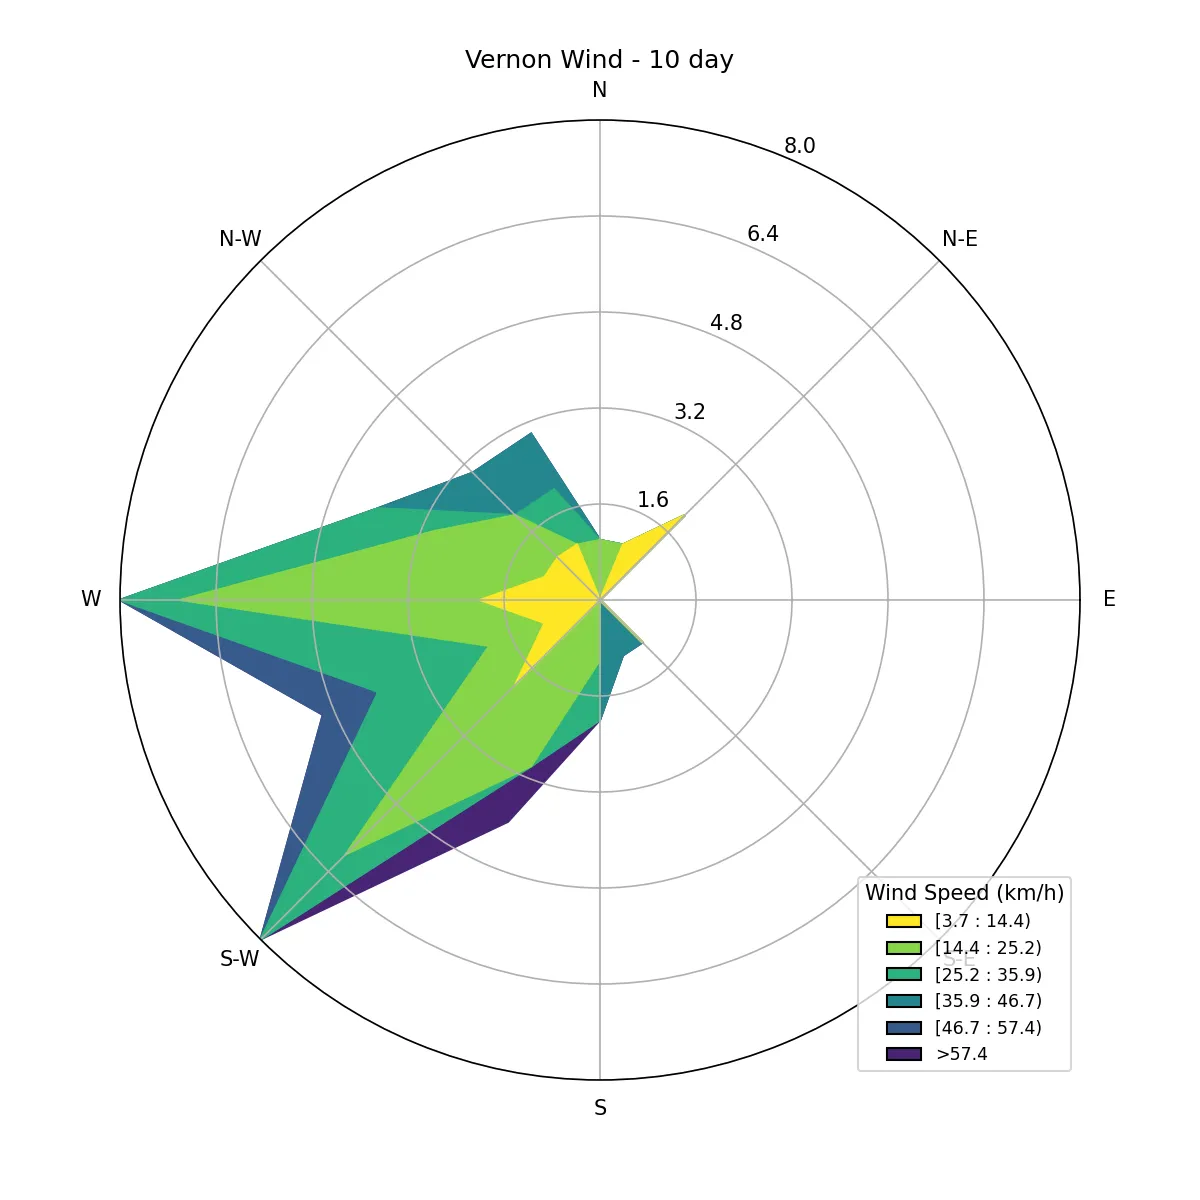 Vernon Wind - 10 day
N
8.0
N-W
6.4
N-E
4.8
3.2
1.6
W
E
S-W
S-E
S
Wind Speed (km/h)
[3.7 : 14.4)
[14.4 : 25.2)
[25.2 : 35.9)
[35.9 : 46.7)
[46.7 : 57.4)
>57.4